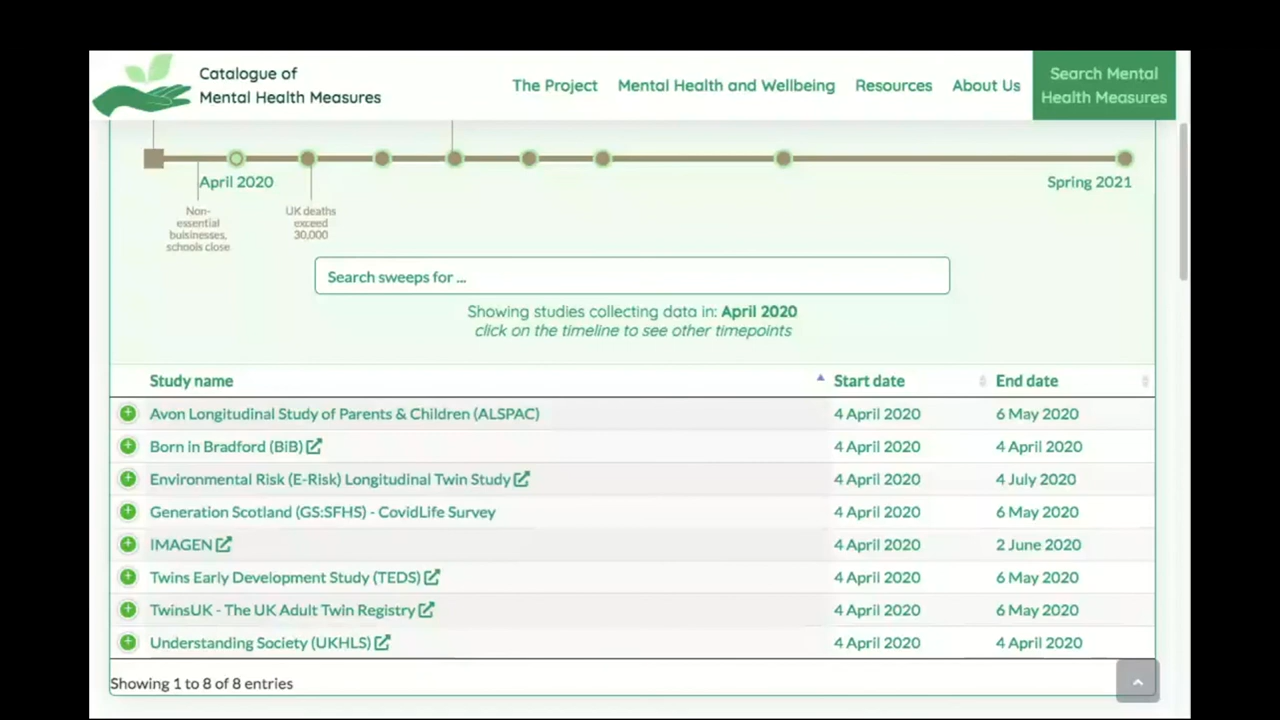 Catalogue of
Mental Health Measures
The Project Mental Health and Wellbeing Resources About Us
Search Mental
Health Measures
April 2020 Spring 2021
Non-
essential
buisinesses,
schools close
UK deaths
exceed
30,000
Search sweeps for ...
Showing studies collecting data in: April 2020
click on the timeline to see other timepoints
Study name Start date End date
Avon Longitudinal Study of Parents & Children (ALSPAC) 4 April 2020 6 May 2020
Born in Bradford (BiB) 4 April 2020 4 April 2020
Environmental Risk (E-Risk) Longitudinal Twin Study 4 April 2020 4 July 2020
Generation Scotland (GS:SFHS) - CovidLife Survey 4 April 2020 6 May 2020
IMAGEN 4 April 2020 2 June 2020
Twins Early Development Study (TEDS) 4 April 2020 6 May 2020
TwinsUK - The UK Adult Twin Registry 4 April 2020 6 May 2020
Understanding Society (UKHLS) 4 April 2020 4 April 2020
Showing 1 to 8 of 8 entries